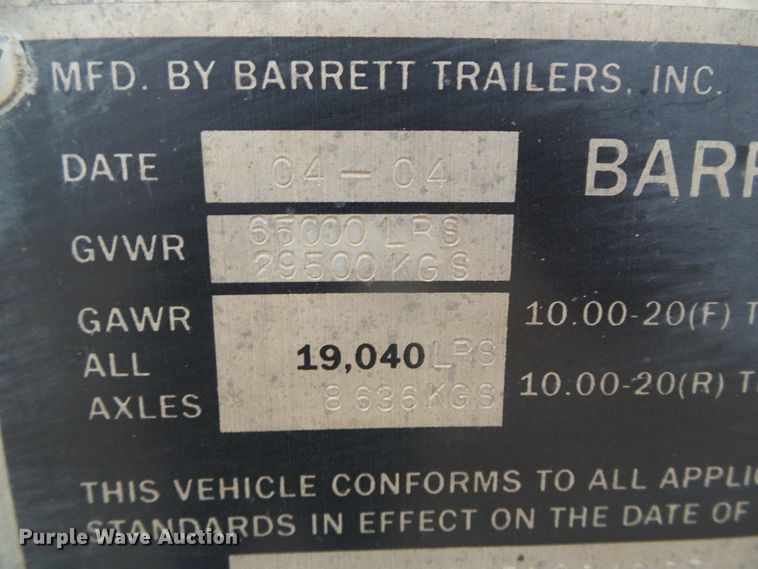 MFD. BY BARRETT TRAILERS, INC.
DATE 04-04 BARR
GVWR 65000 LBS
29500 KGS
GAWR 10.00-20(F) T
ALL 19,040 LBS
AXLES 8636 KGS 10.00-20(R) T
THIS VEHICLE CONFORMS TO ALL APPLIC
STANDARDS IN EFFECT ON THE DATE OF
Purple Wave Auction